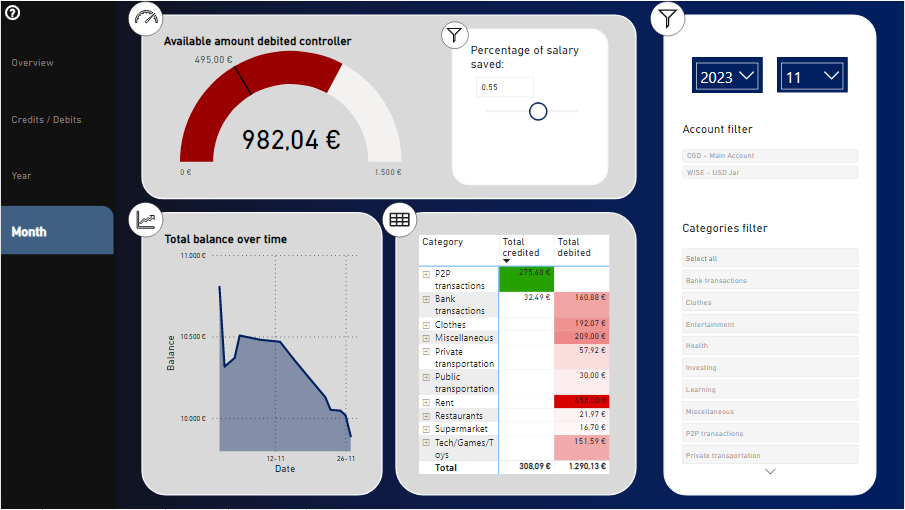 ?
Overview
Credits / Debits
Year
Month
Available amount debited controller
495,00 €
982,04 €
0 €
1.500 €
Percentage of salary
saved:
0,55
2023
11
Account filter
CGD - Main Account
WISE - USD Jar
Categories filter
Select all
Bank transactions
Clothes
Entertainment
Health
Investing
Learning
Miscellaneous
P2P transactions
Private transportation
Total balance over time
11.000 €
10.500 €
10.000 €
Balance
12-11
26-11
Date
Category Total credited Total debited
P2P transactions 275,60 €
Bank transactions 32,49 € 160,88 €
Clothes 192,07 €
Miscellaneous 209,00 €
Private transportation 57,92 €
Public transportation 30,00 €
Rent
Restaurants 21,97 €
Supermarket 16,70 €
Tech/Games/T
oys 151,59 €
Total 308,09 € 1.290,13 €